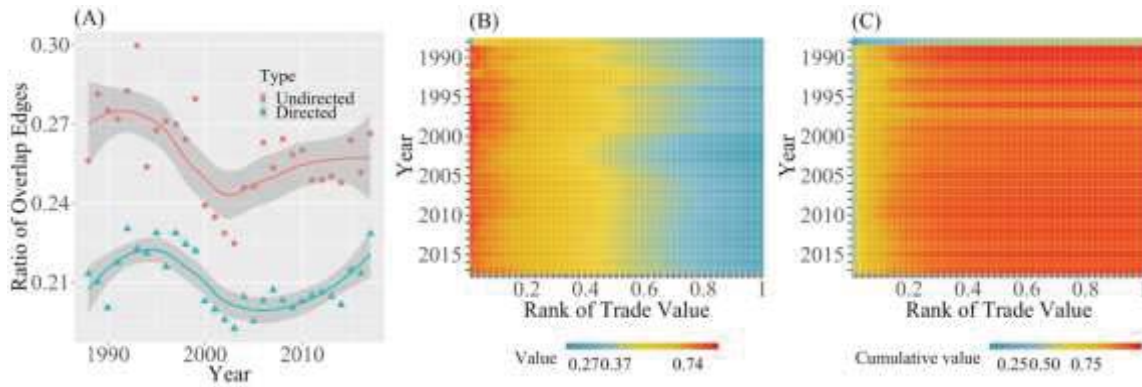 (A)
Ratio of Overlap Edges
0.30
0.27
0.24
0.21
Type
Undirected
Directed
1990
2000
2010
Year
(B)
Year
1990
1995
2000
2005
2010
2015
0.2
0.4
0.6
0.8
1
Rank of Trade Value
Value
0.27
0.37
0.74
(C)
Year
1990
1995
2000
2005
2010
2015
0.2
0.4
0.6
0.8
1
Rank of Trade Value
Cumulative value
0.25
0.50
0.75